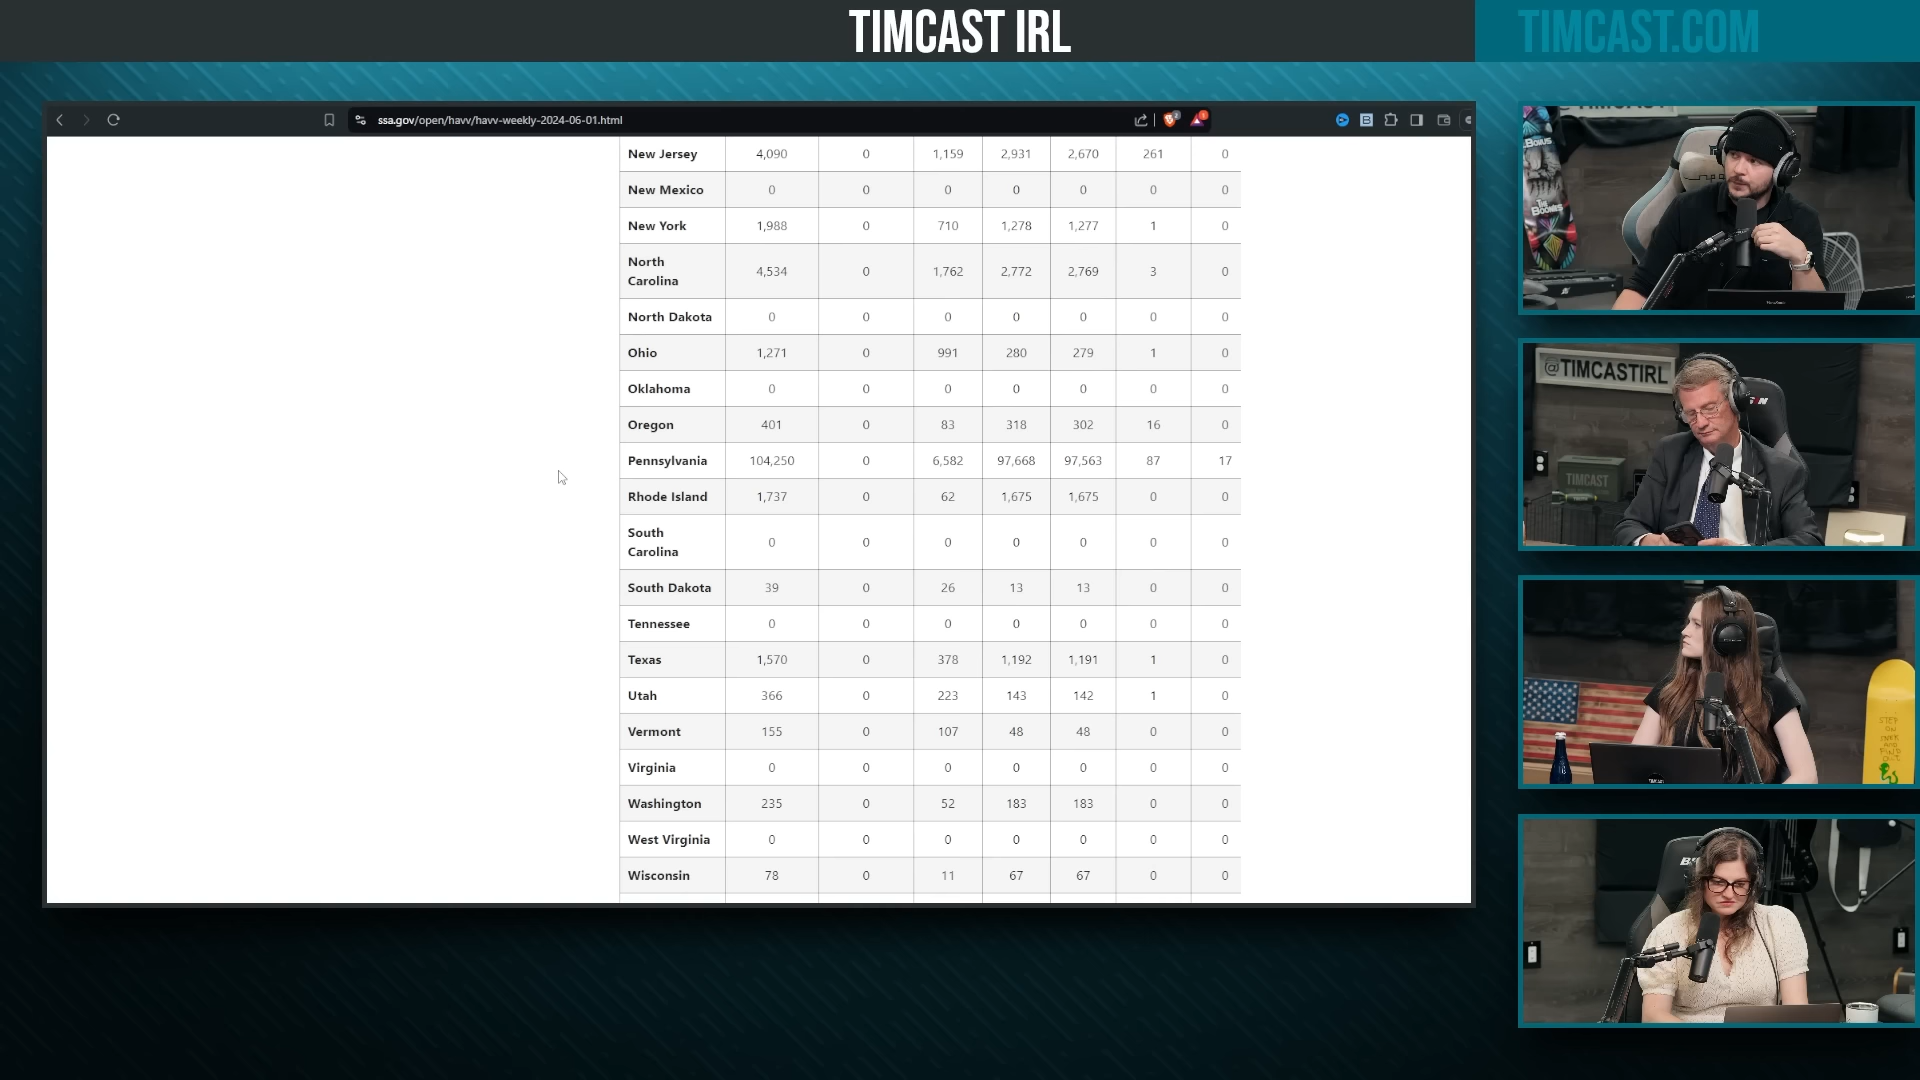 TIMCAST IRL
TIMCAST.COM
ssa.gov/open/havv/havv-weekly-2024-06-01.html
New Jersey 4,090 0 1,159 2,931 2,670 261 0
New Mexico 0 0 0 0 0 0 0
New York 1,988 0 710 1,278 1,277 1 0
North
Carolina 4,534 0 1,762 2,772 2,769 3 0
North Dakota 0 0 0 0 0 0 0
Ohio 1,271 0 991 280 279 1 0
Oklahoma 0 0 0 0 0 0 0
Oregon 401 0 83 318 302 16 0
Pennsylvania 104,250 0 6,582 97,668 97,563 87 17
Rhode Island 1,737 0 62 1,675 1,675 0 0
South
Carolina 0 0 0 0 0 0 0
South Dakota 39 0 26 13 13 0 0
Tennessee 0 0 0 0 0 0 0
Texas 1,570 0 378 1,192 1,191 1 0
Utah 366 0 223 143 142 1 0
Vermont 155 0 107 48 48 0 0
Virginia 0 0 0 0 0 0 0
Washington 235 0 52 183 183 0 0
West Virginia 0 0 0 0 0 0 0
Wisconsin 78 0 11 67 67 0 0
@TIMCASTIRL
TIMCAST
STEP
ON
SNEK
AND
FIND
OUT